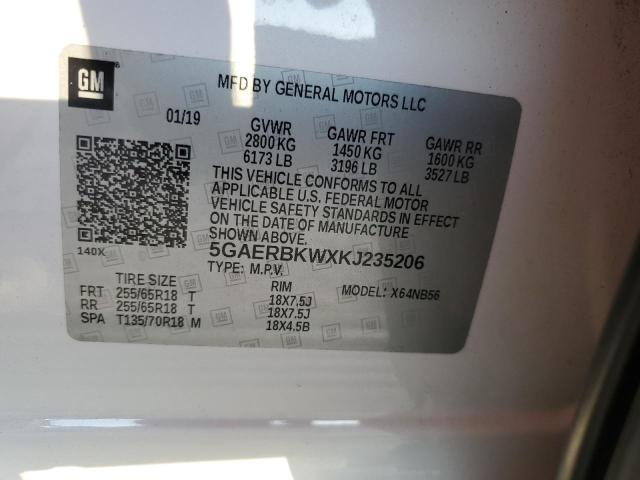 GM
MFD BY GENERAL MOTORS LLC
01/19
GVWR GAWR FRT GAWR RR
2800 KG 1450 KG 1600 KG
6173 LB 3196 LB 3527 LB
THIS VEHICLE CONFORMS TO ALL
APPLICABLE U.S. FEDERAL MOTOR
VEHICLE SAFETY STANDARDS IN EFFECT
ON THE DATE OF MANUFACTURE
SHOWN ABOVE.
140X
5GAERBKWXKJ235206
TYPE: M.P.V.
TIRE SIZE RIM MODEL: X64NB56
FRT 255/65R18 T 18X7.5J
RR 255/65R18 T 18X7.5J
SPA T135/70R18 M 18X4.5B